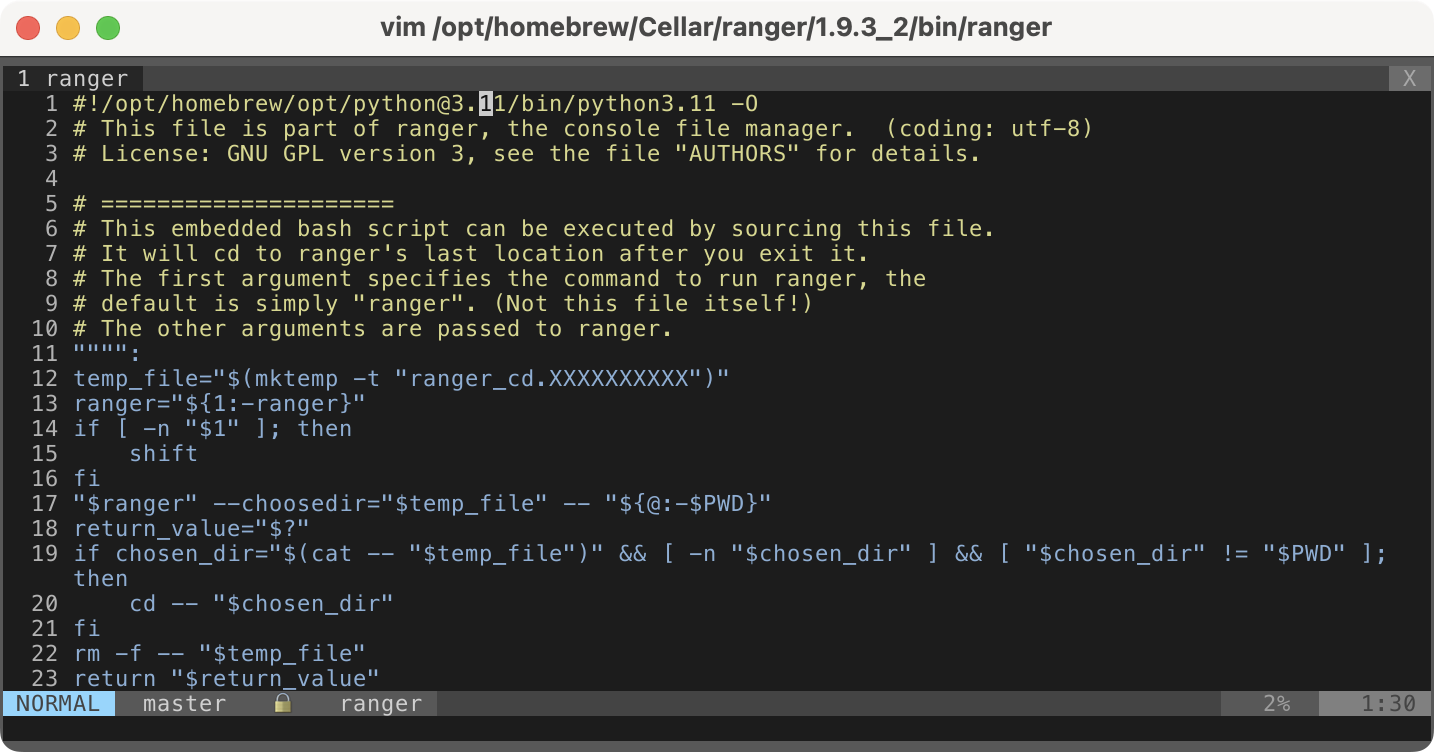 vim /opt/homebrew/Cellar/ranger/1.9.3_2/bin/ranger
1 ranger X
1 #!/opt/homebrew/opt/python@3.11/bin/python3.11 -O
2 # This file is part of ranger, the console file manager.  (coding: utf-8)
3 # License: GNU GPL version 3, see the file "AUTHORS" for details.
4
5 # =====================
6 # This embedded bash script can be executed by sourcing this file.
7 # It will cd to ranger's last location after you exit it.
8 # The first argument specifies the command to run ranger, the
9 # default is simply "ranger". (Not this file itself!)
10 # The other arguments are passed to ranger.
11 """":
12 temp_file="$(mktemp -t "ranger_cd.XXXXXXXXXX")"
13 ranger="${1:-ranger}"
14 if [ -n "$1" ]; then
15     shift
16 fi
17 "$ranger" --choosedir="$temp_file" -- "${@:-$PWD}"
18 return_value="$?"
19 if chosen_dir="$(cat -- "$temp_file")" && [ -n "$chosen_dir" ] && [ "$chosen_dir" != "$PWD" ];
then
20     cd -- "$chosen_dir"
21 fi
22 rm -f -- "$temp_file"
23 return "$return_value"
NORMAL master 🔒 ranger 2% 1:30